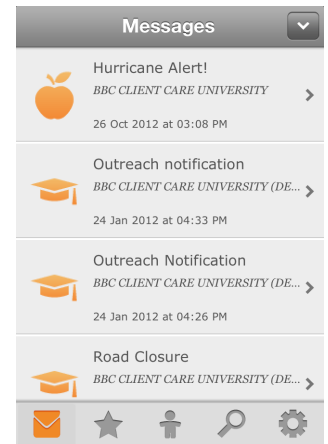 Messages
Hurricane Alert!
BBC CLIENT CARE UNIVERSITY
26 Oct 2012 at 03:08 PM
Outreach notification
BBC CLIENT CARE UNIVERSITY (DE...
24 Jan 2012 at 04:33 PM
Outreach Notification
BBC CLIENT CARE UNIVERSITY (DE...
24 Jan 2012 at 04:26 PM
Road Closure
BBC CLIENT CARE UNIVERSITY (DE...